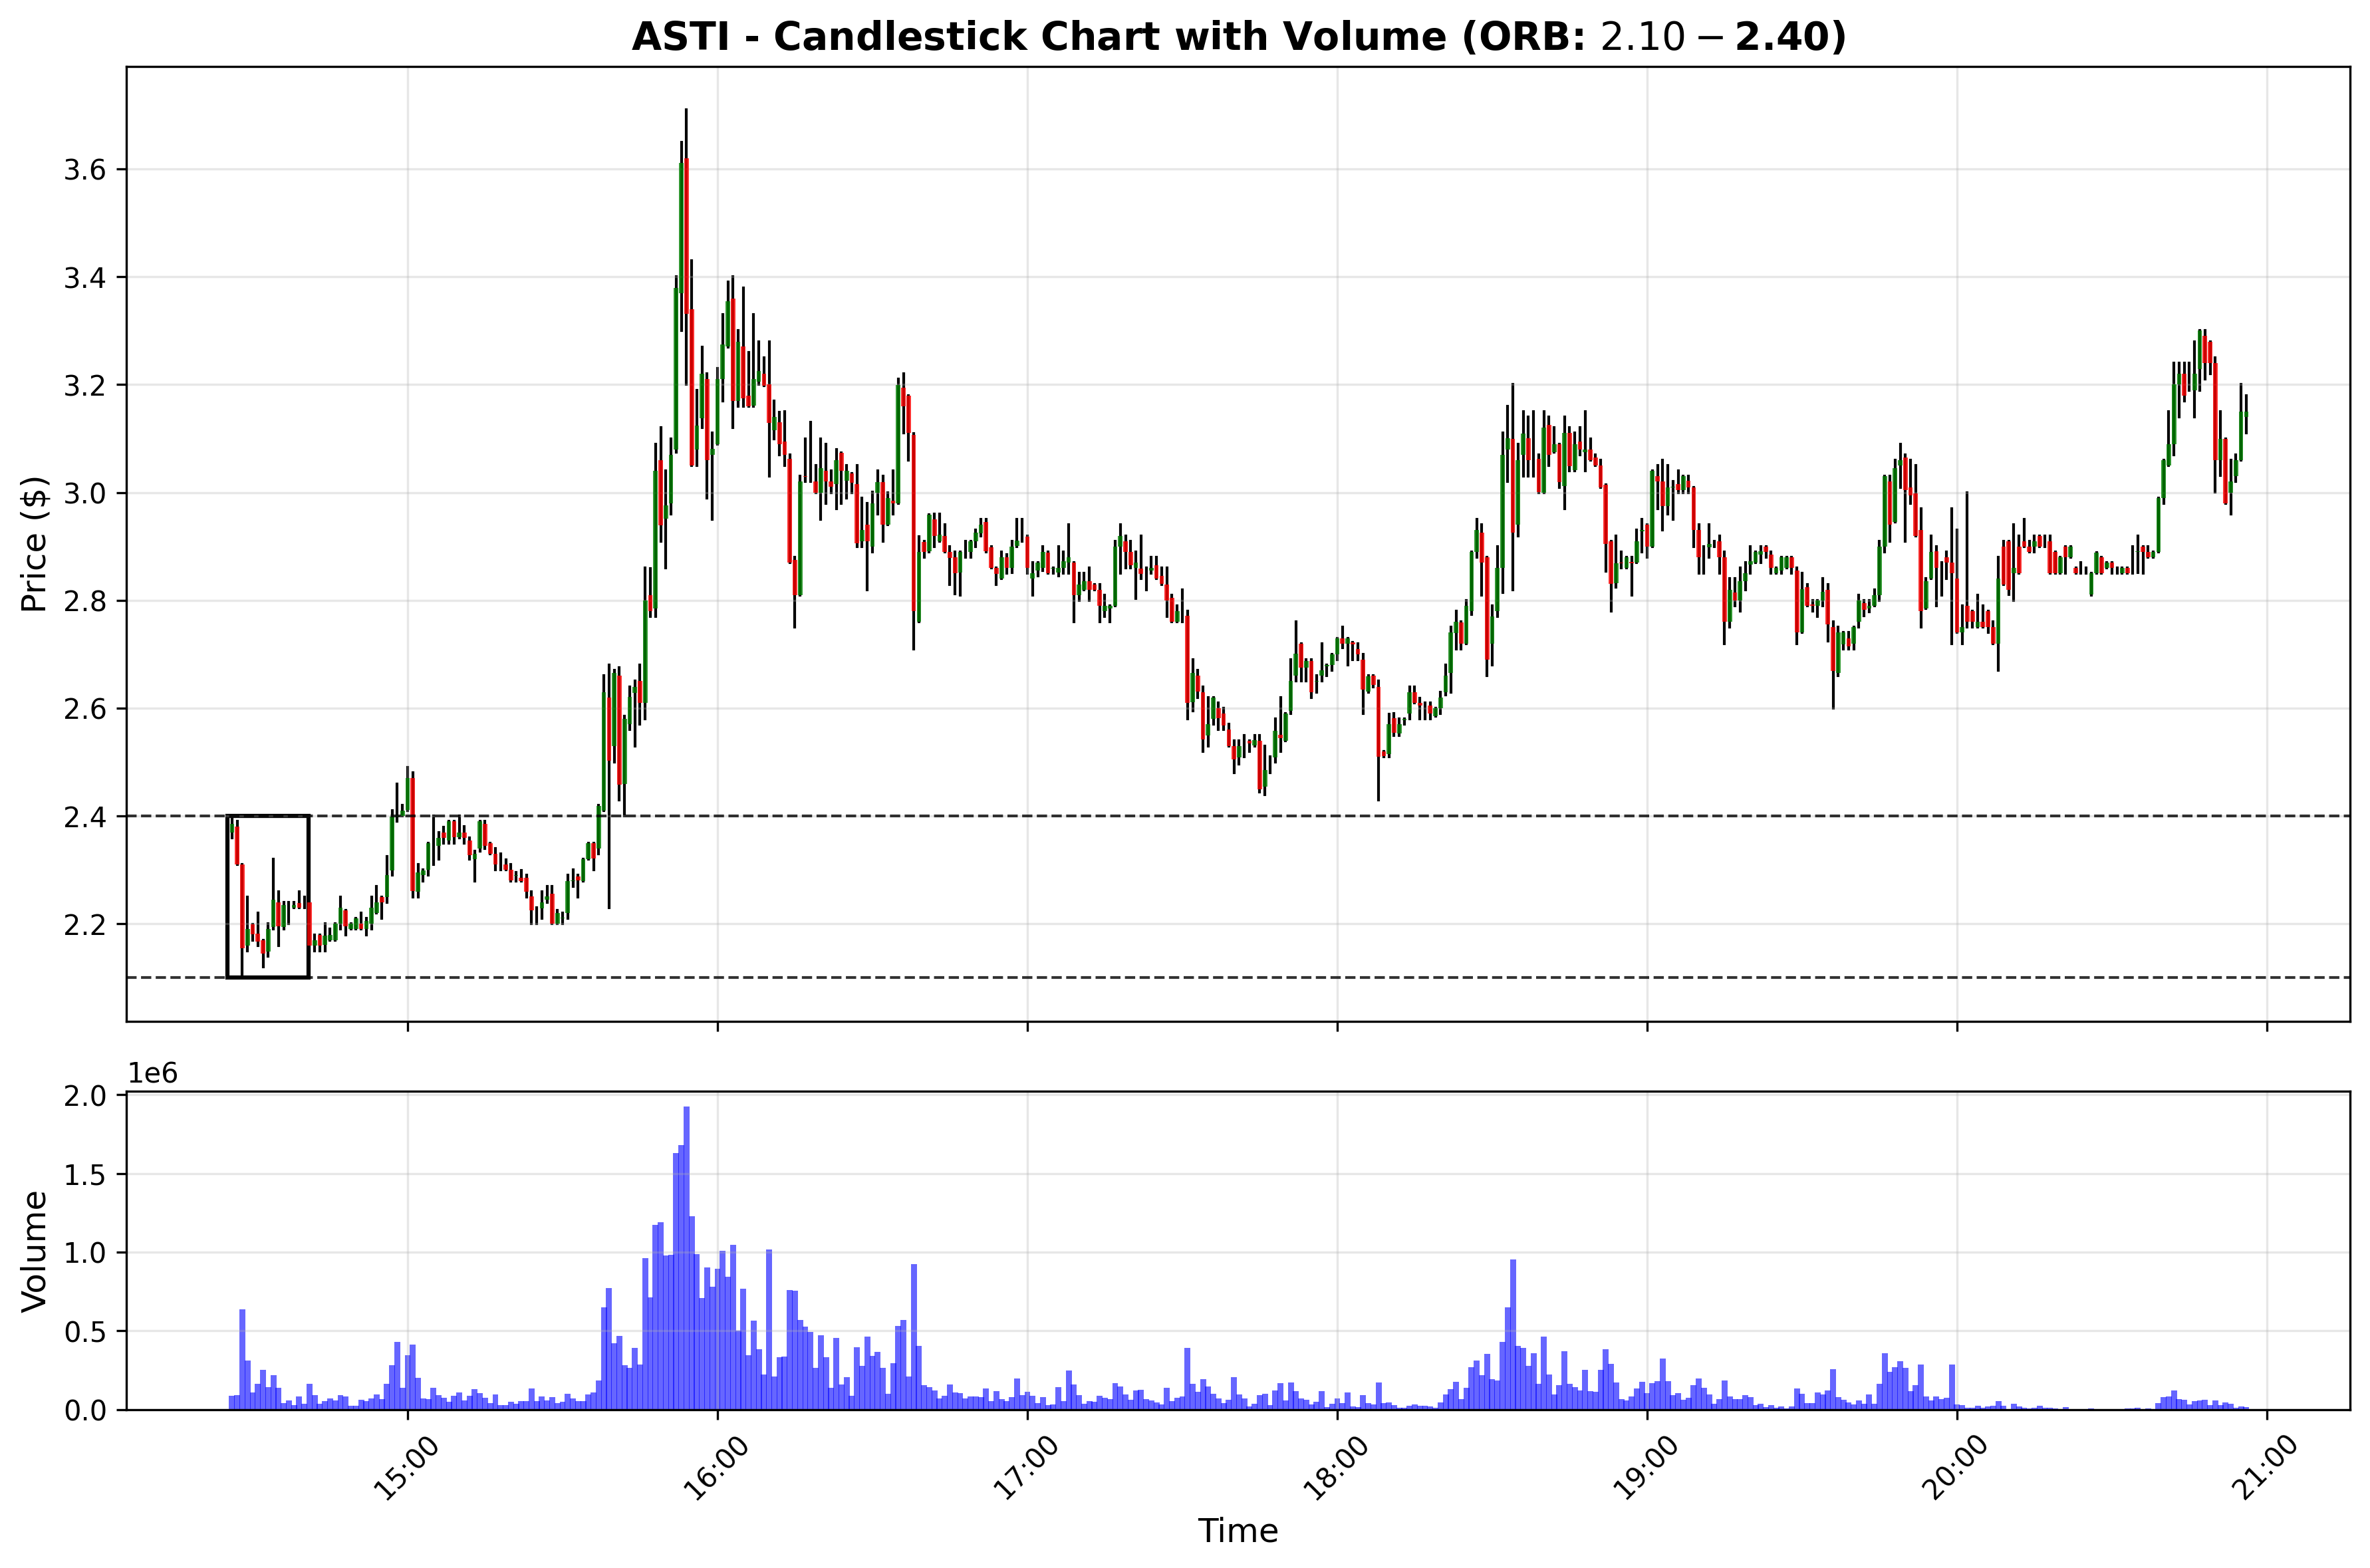 ASTI - Candlestick Chart with Volume (ORB: 2.10 − 2.40)
Price ($)
3.6
3.4
3.2
3.0
2.8
2.6
2.4
2.2
1e6
Volume
2.0
1.5
1.0
0.5
0.0
15:00 16:00 17:00 18:00 19:00 20:00 21:00
Time